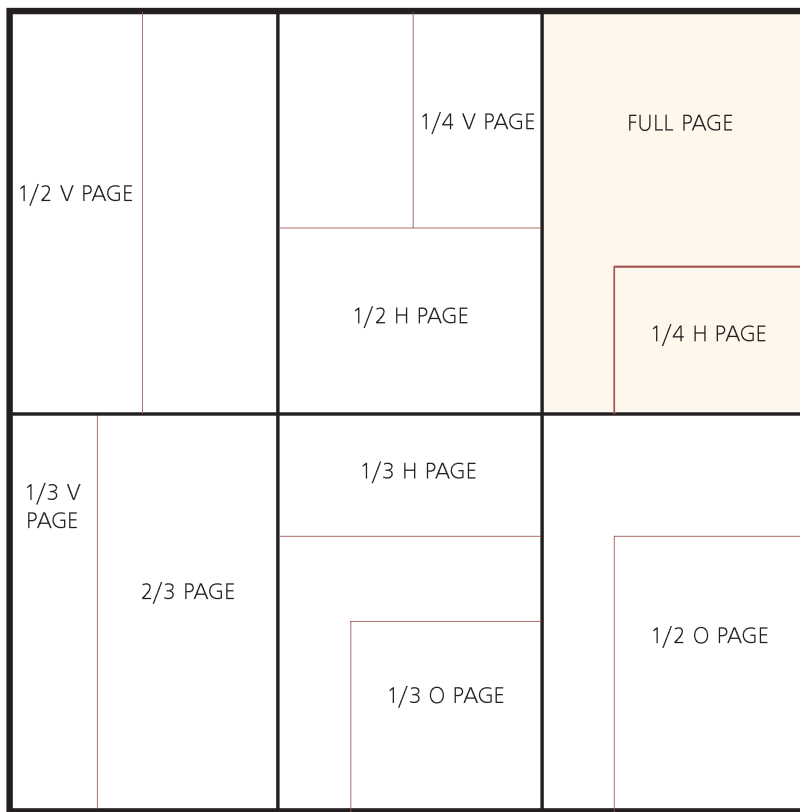 1/4 V PAGE
FULL PAGE
1/2 V PAGE
1/2 H PAGE
1/4 H PAGE
1/3 H PAGE
1/3 V
PAGE
2/3 PAGE
1/2 O PAGE
1/3 O PAGE